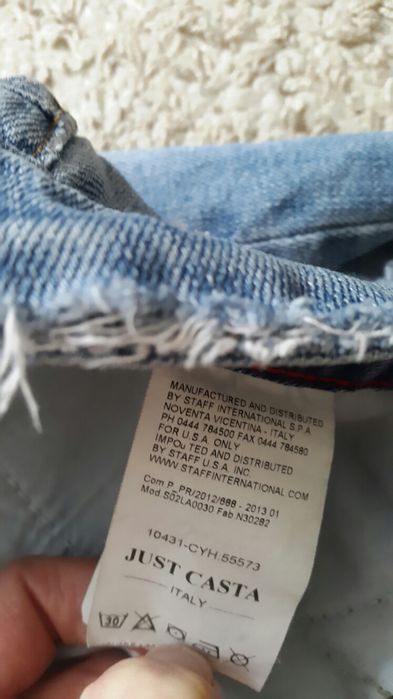 MANUFACTURED AND DISTRIBUTED
BY STAFF INTERNATIONAL S.P.A
NOVENTA VICENTINA - ITALY
PH 0444 784500 FAX 0444 784580
FOR U.S.A. ONLY
IMPOu TED AND DISTRIBUTED
BY STAFF U.S.A. INC.
WWW.STAFFINTERNATIONAL.COM
Com P_PR/2012/688 - 2013 01
Mod S02LA0030 Fab.N30282
10431-CYH.55573
JUST CASTA
ITALY
30